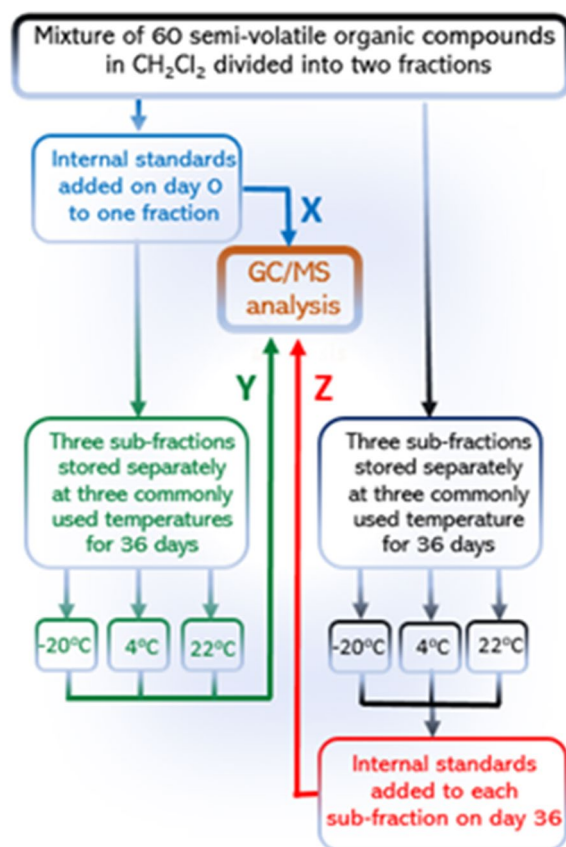 Mixture of 60 semi-volatile organic compounds
in CH₂Cl₂ divided into two fractions
Internal standards
added on day 0
to one fraction
X
GC/MS
analysis
Y
Z
Three sub-fractions
stored separately
at three commonly
used temperatures
for 36 days
Three sub-fractions
stored separately
at three commonly
used temperature
for 36 days
-20°C
4°C
22°C
-20°C
4°C
22°C
Internal standards
added to each
sub-fraction on day 36